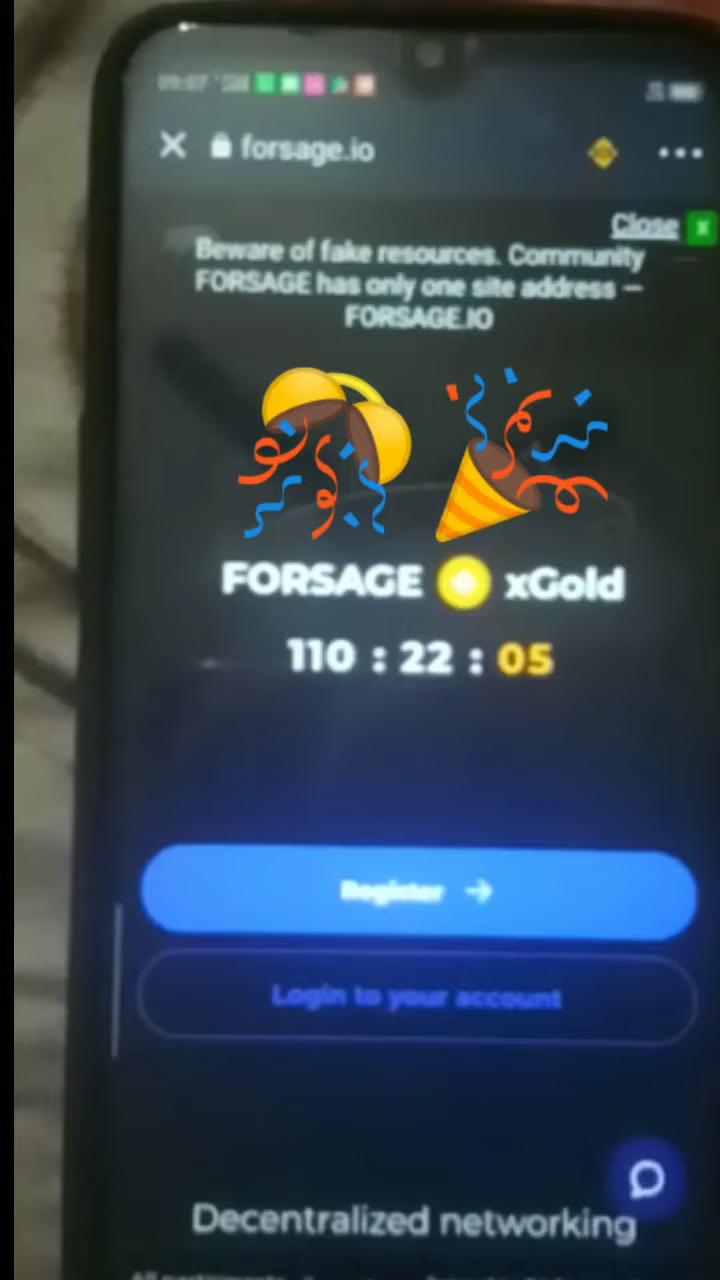 forsage.io
Close x
Beware of fake resources. Community
FORSAGE has only one site address —
FORSAGE.IO
FORSAGE xGold
110 : 22 : 05
Register →
Login to your account
Decentralized networking